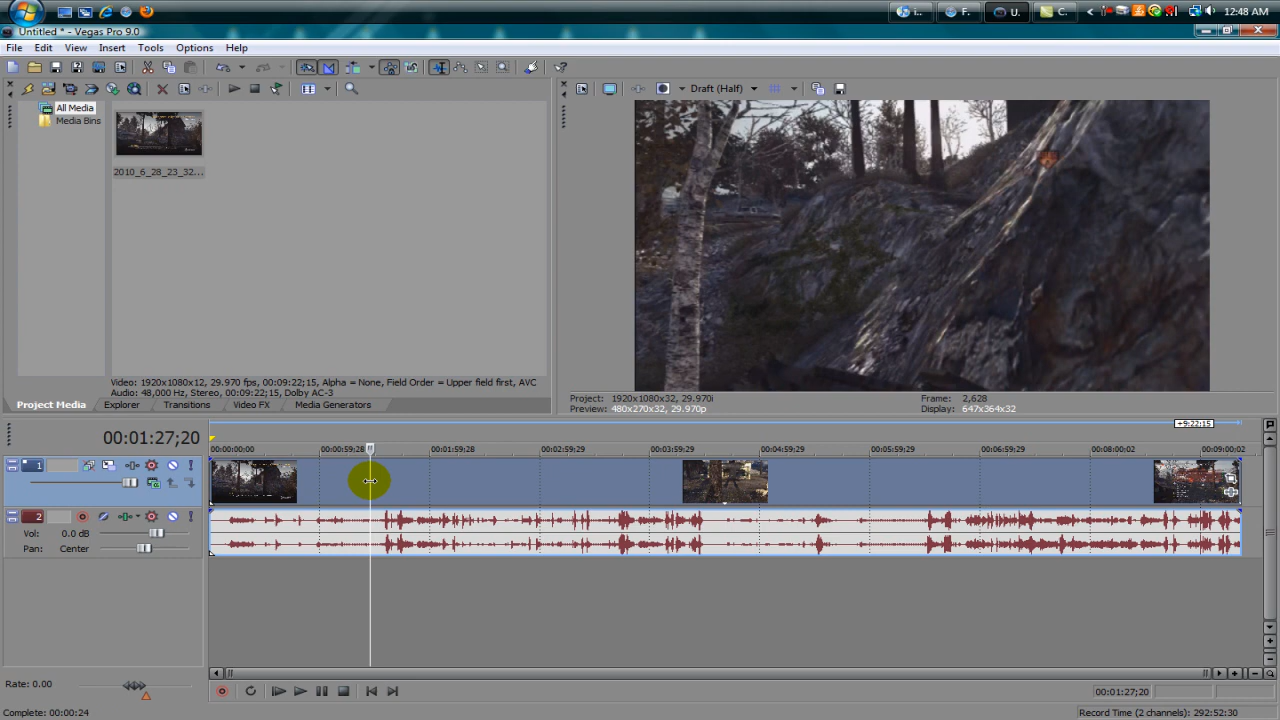 i..
F.
U.
C.
12:48 AM
Untitled * - Vegas Pro 9.0
File Edit View Insert Tools Options Help
Draft (Half)
All Media
Media Bins
2010_6_28_23_32...
Video: 1920x1080x12, 29.970 fps, 00:09:22;15, Alpha = None, Field Order = Upper field first, AVC
Audio: 48,000 Hz, Stereo, 00:09:22;15, Dolby AC-3
Project Media Explorer Transitions Video FX Media Generators
Project: 1920x1080x32, 29.970i
Preview: 480x270x32, 29.970p
Frame: 2,628
Display: 647x364x32
+9:22;15
00:01:27;20
00:00:00;00 00:00:59;28 00:01:59;28 00:02:59;29 00:03:59;29 00:04:59;29 00:05:59;29 00:06:59;29 00:08:00;02 00:09:00;02
1
2
Vol: 0.0 dB
Pan: Center
Rate: 0.00
00:01:27;20
Complete: 00:00:24
Record Time (2 channels): 292:52:30